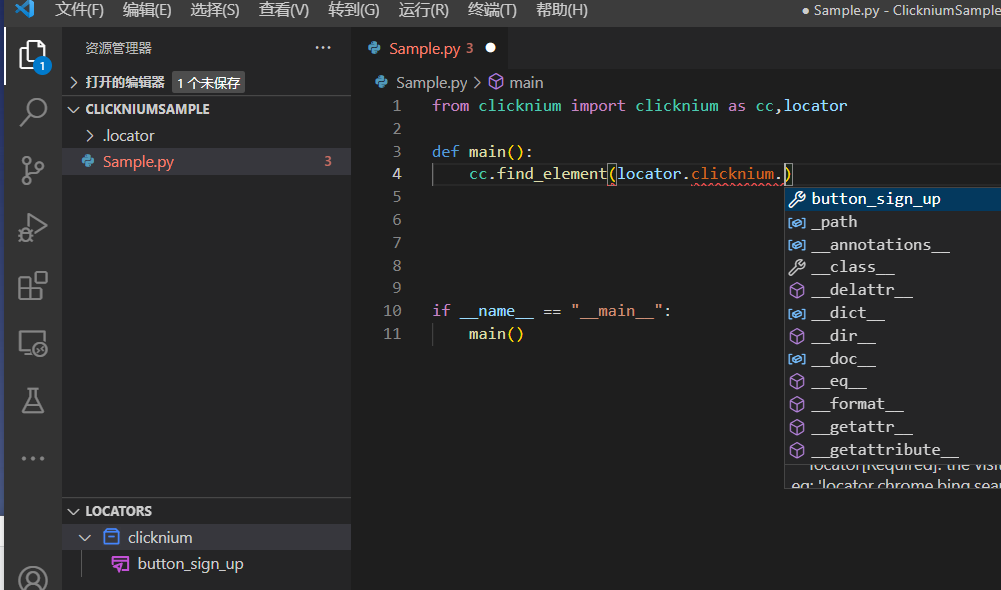 文件(F) 编辑(E) 选择(S) 查看(V) 转到(G) 运行(R) 终端(T) 帮助(H) ● Sample.py - ClickniumSample
资源管理器 ···
打开的编辑器 1 个未保存
CLICKNIUMSAMPLE
.locator
Sample.py 3
1
Sample.py 3 ●
Sample.py > main
1 from clicknium import clicknium as cc,locator
2
3 def main():
4 cc.find_element(locator.clicknium.)
5
6
7
8
9
10 if __name__ == "__main__":
11 main()
button_sign_up
_path
__annotations__
__class__
__delattr__
__dict__
__dir__
__doc__
__eq__
__format__
__getattr__
__getattribute__
locator[Required]: the visu
eg: 'locator.chrome.bing.sea
LOCATORS
clicknium
button_sign_up